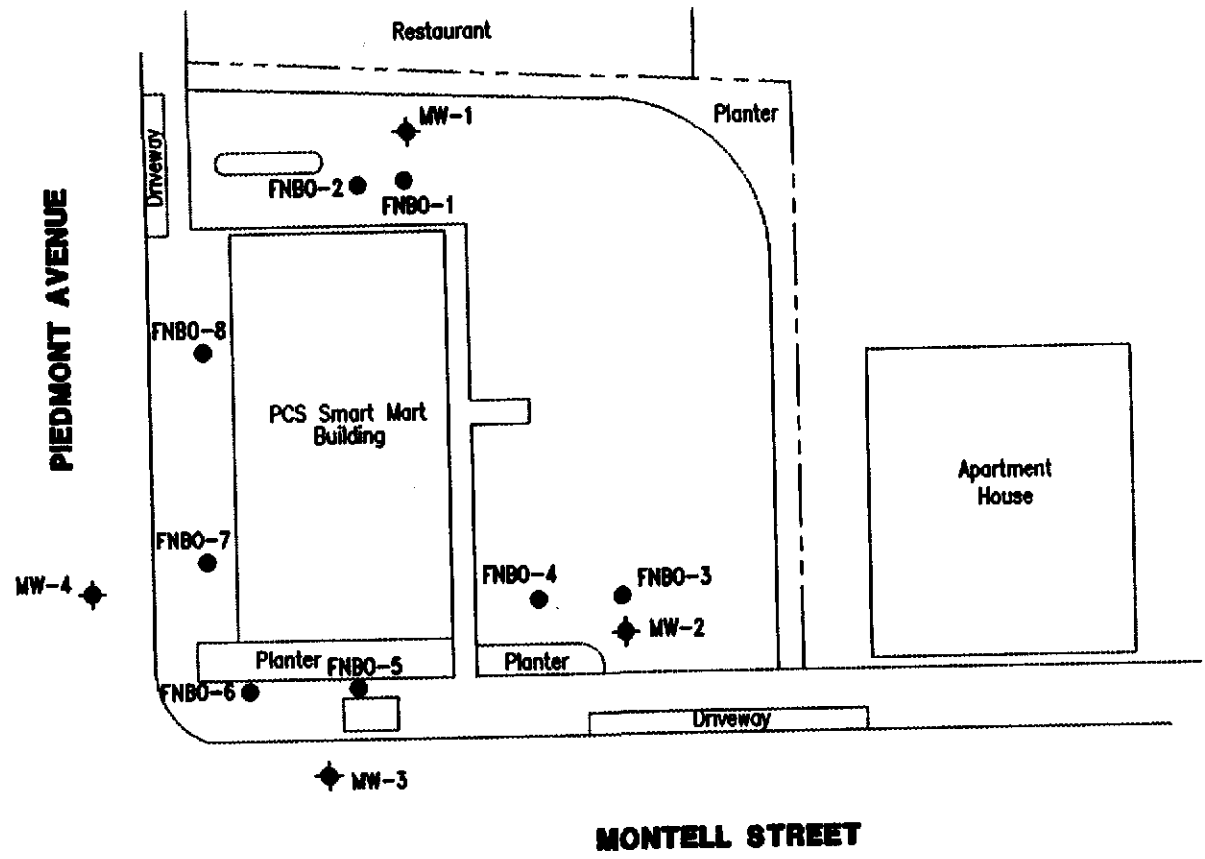 Restaurant
MW-1
Planter
Driveway
FNBO-2
FNBO-1
PIEDMONT AVENUE
FNBO-8
PCS Smart Mart
Building
Apartment
House
FNBO-7
MW-4
FNBO-4
FNBO-3
MW-2
Planter
FNBO-5
Planter
FNBO-6
Driveway
MW-3
MONTELL STREET